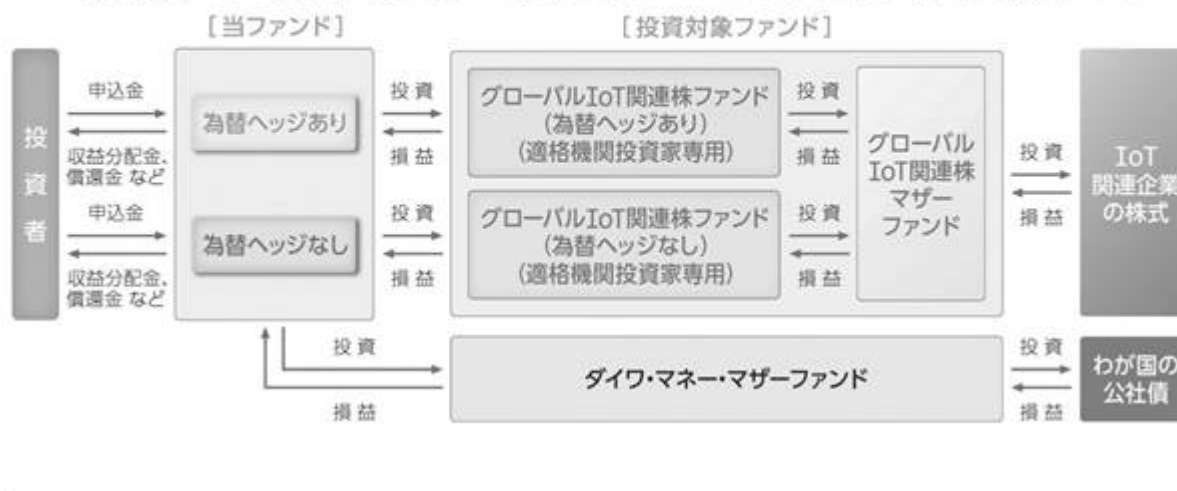 [当ファンド]
[投資対象ファンド]
投資者
申込金
収益分配金、
償還金 など
申込金
収益分配金、
償還金 など
為替ヘッジあり
為替ヘッジなし
投資
損益
投資
損益
グローバルIoT関連株ファンド
(為替ヘッジあり)
(適格機関投資家専用)
グローバルIoT関連株ファンド
(為替ヘッジなし)
(適格機関投資家専用)
投資
損益
投資
損益
グローバル
IoT関連株
マザー
ファンド
投資
損益
IoT
関連企業
の株式
投資
損益
ダイワ・マネー・マザーファンド
投資
損益
わが国の
公社債